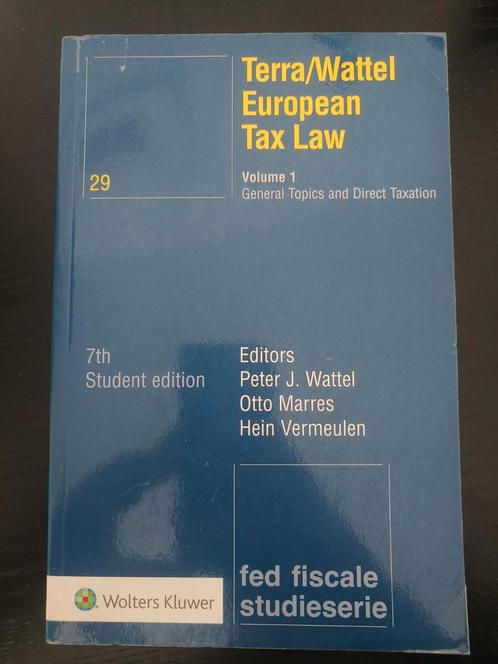 Terra/Wattel
European
Tax Law
Volume 1
General Topics and Direct Taxation
29
7th
Student edition
Editors
Peter J. Wattel
Otto Marres
Hein Vermeulen
fed fiscale
studieserie
Wolters Kluwer